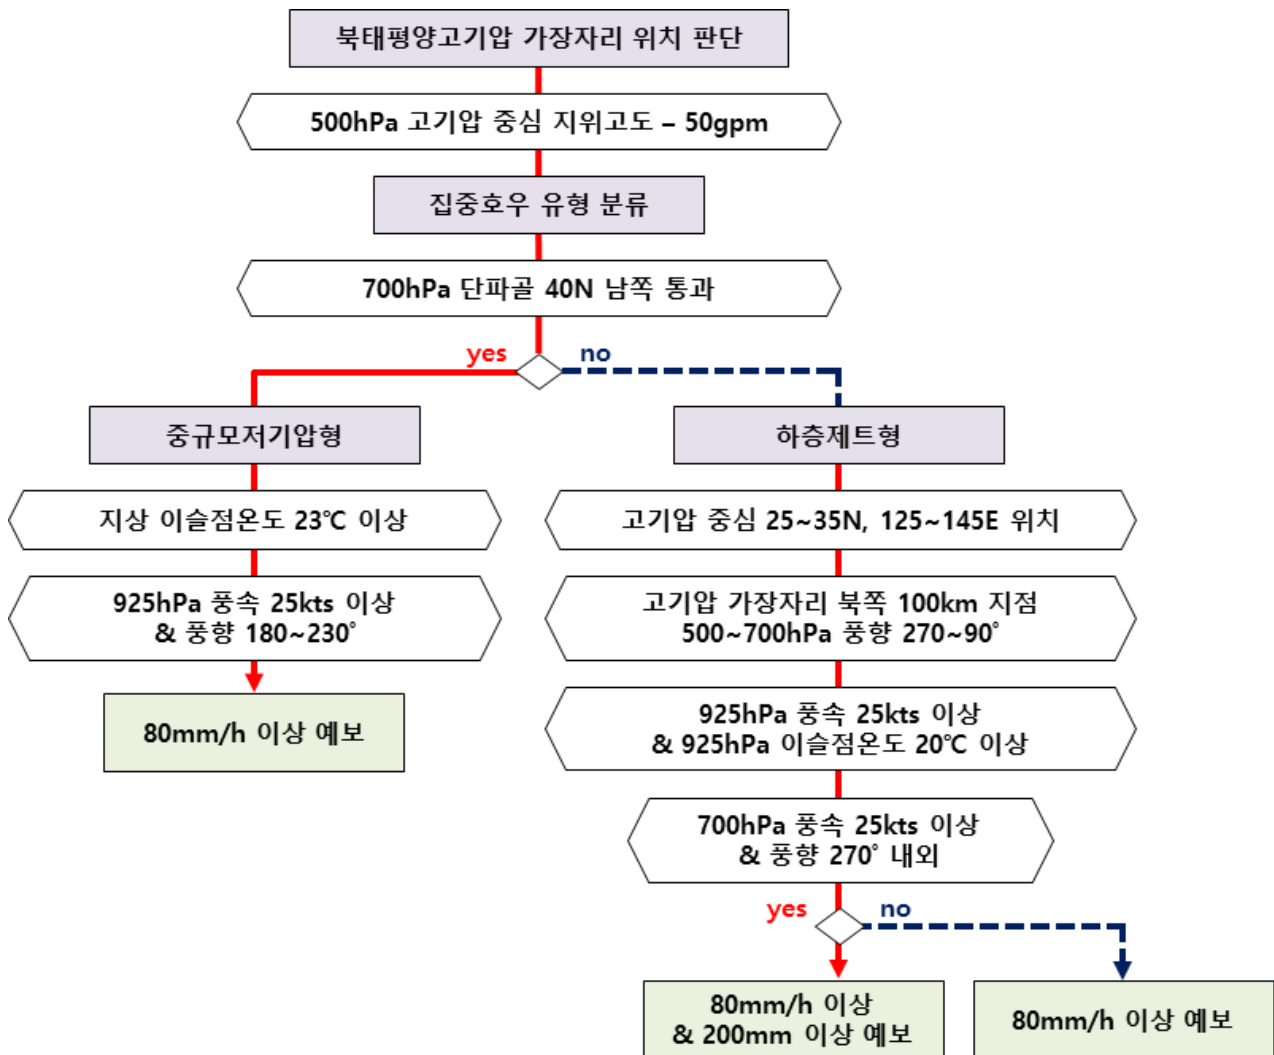 북태평양고기압 가장자리 위치 판단
500hPa 고기압 중심 지위고도 – 50gpm
집중호우 유형 분류
700hPa 단파골 40N 남쪽 통과
yes
no
중규모저기압형
지상 이슬점온도 23℃ 이상
925hPa 풍속 25kts 이상
& 풍향 180~230˚
80mm/h 이상 예보
하층제트형
고기압 중심 25~35N, 125~145E 위치
고기압 가장자리 북쪽 100km 지점
500~700hPa 풍향 270~90˚
925hPa 풍속 25kts 이상
& 925hPa 이슬점온도 20℃ 이상
700hPa 풍속 25kts 이상
& 풍향 270˚ 내외
yes
no
80mm/h 이상
& 200mm 이상 예보
80mm/h 이상 예보